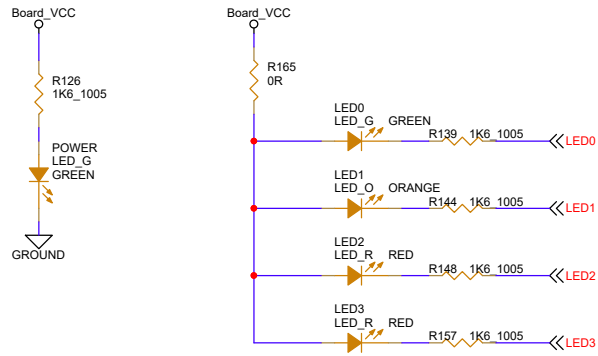 Board_VCC
R126
1K6_1005
POWER
LED_G
GREEN
GROUND
Board_VCC
R165
0R
LED0
LED_G GREEN
R139 1K6_1005
LED0
LED1
LED_O ORANGE
R144 1K6_1005
LED1
LED2
LED_R RED
R148 1K6_1005
LED2
LED3
LED_R RED
R157 1K6_1005
LED3